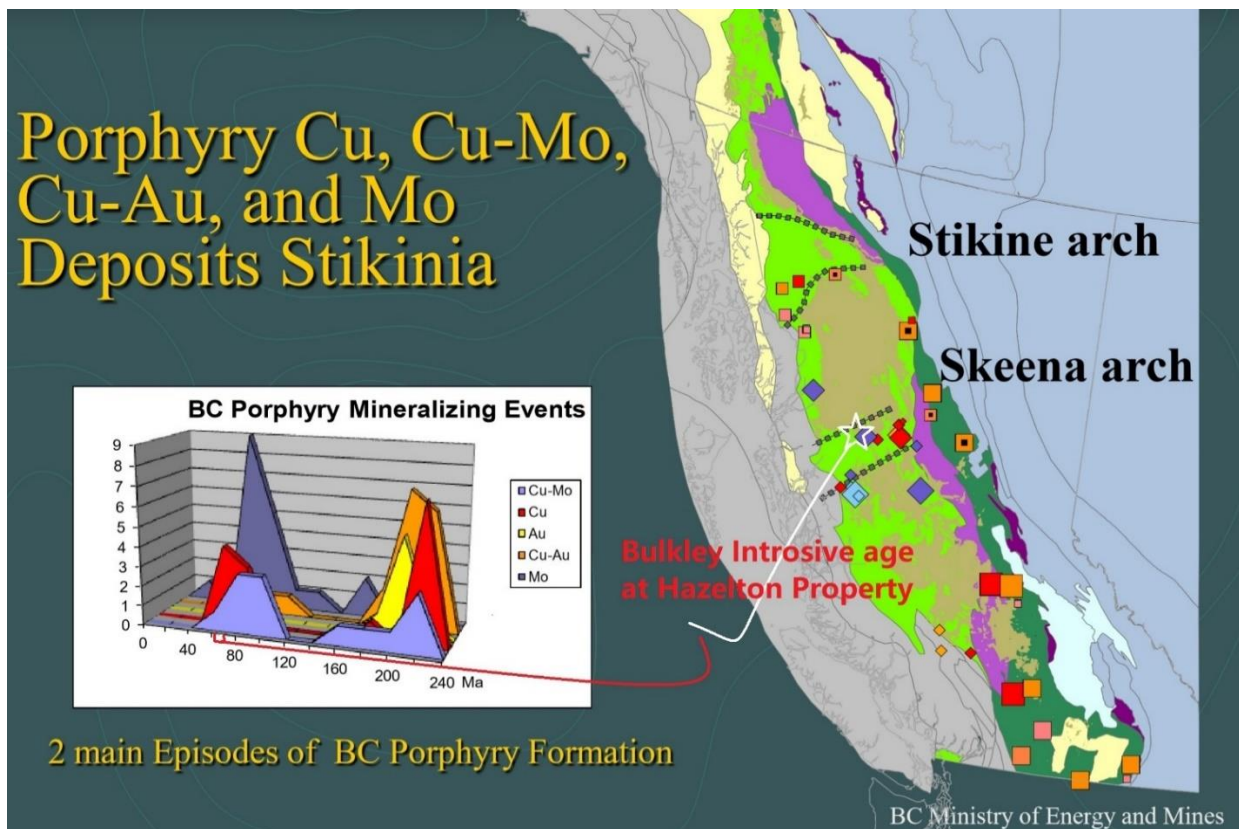 Porphyry Cu, Cu-Mo,
Cu-Au, and Mo
Deposits Stikinia
Stikine arch
Skeena arch
BC Porphyry Mineralizing Events
9
8
7
6
5
4
3
2
1
0
0
40
80
120
160
200
240 Ma
Cu-Mo
Cu
Au
Cu-Au
Mo
Bulkley Introsive age
at Hazelton Property
2 main Episodes of BC Porphyry Formation
BC Ministry of Energy and Mines